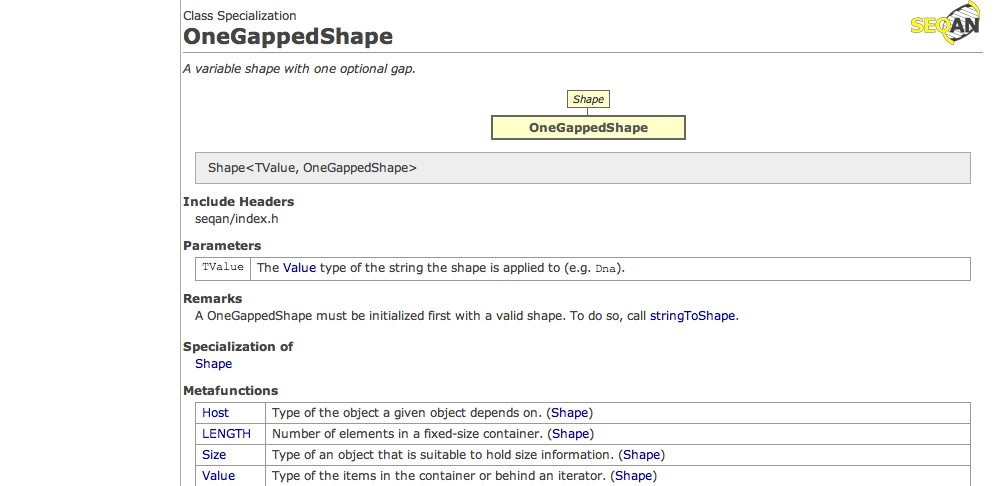 Class Specialization
OneGappedShape
SEQAN
A variable shape with one optional gap.
Shape
OneGappedShape
Shape<TValue, OneGappedShape>
Include Headers
seqan/index.h
Parameters
TValue The Value type of the string the shape is applied to (e.g. Dna).
Remarks
A OneGappedShape must be initialized first with a valid shape. To do so, call stringToShape.
Specialization of
Shape
Metafunctions
Host Type of the object a given object depends on. (Shape)
LENGTH Number of elements in a fixed-size container. (Shape)
Size Type of an object that is suitable to hold size information. (Shape)
Value Type of the items in the container or behind an iterator. (Shape)